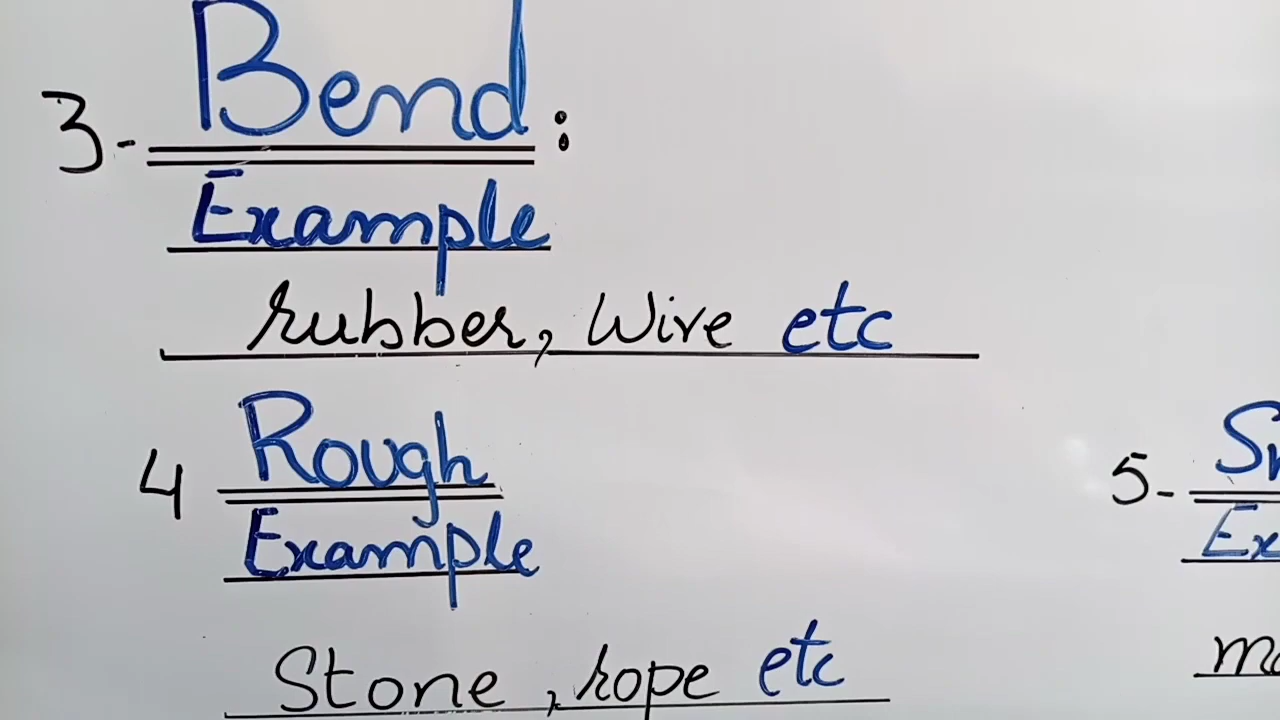 3- Bend:
Example
rubber, Wire etc
4 Rough
Example
Stone, rope etc
5-